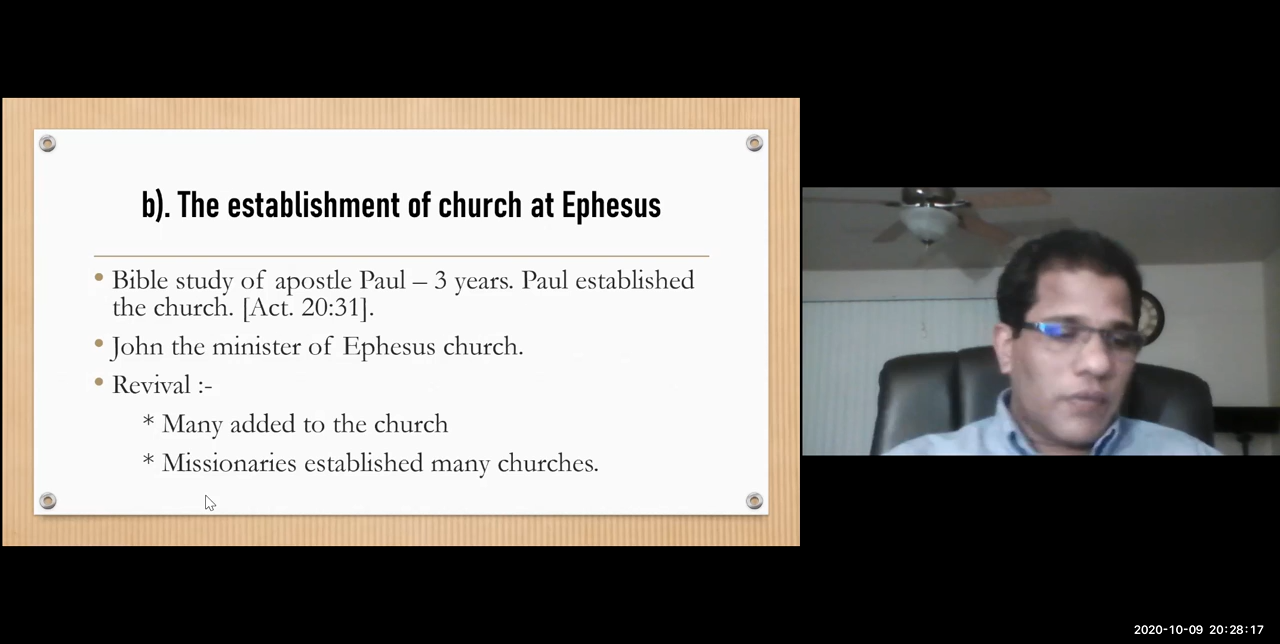 b). The establishment of church at Ephesus
• Bible study of apostle Paul – 3 years. Paul established
the church. [Act. 20:31].
• John the minister of Ephesus church.
• Revival :-
* Many added to the church
* Missionaries established many churches.
2020-10-09 20:28:17